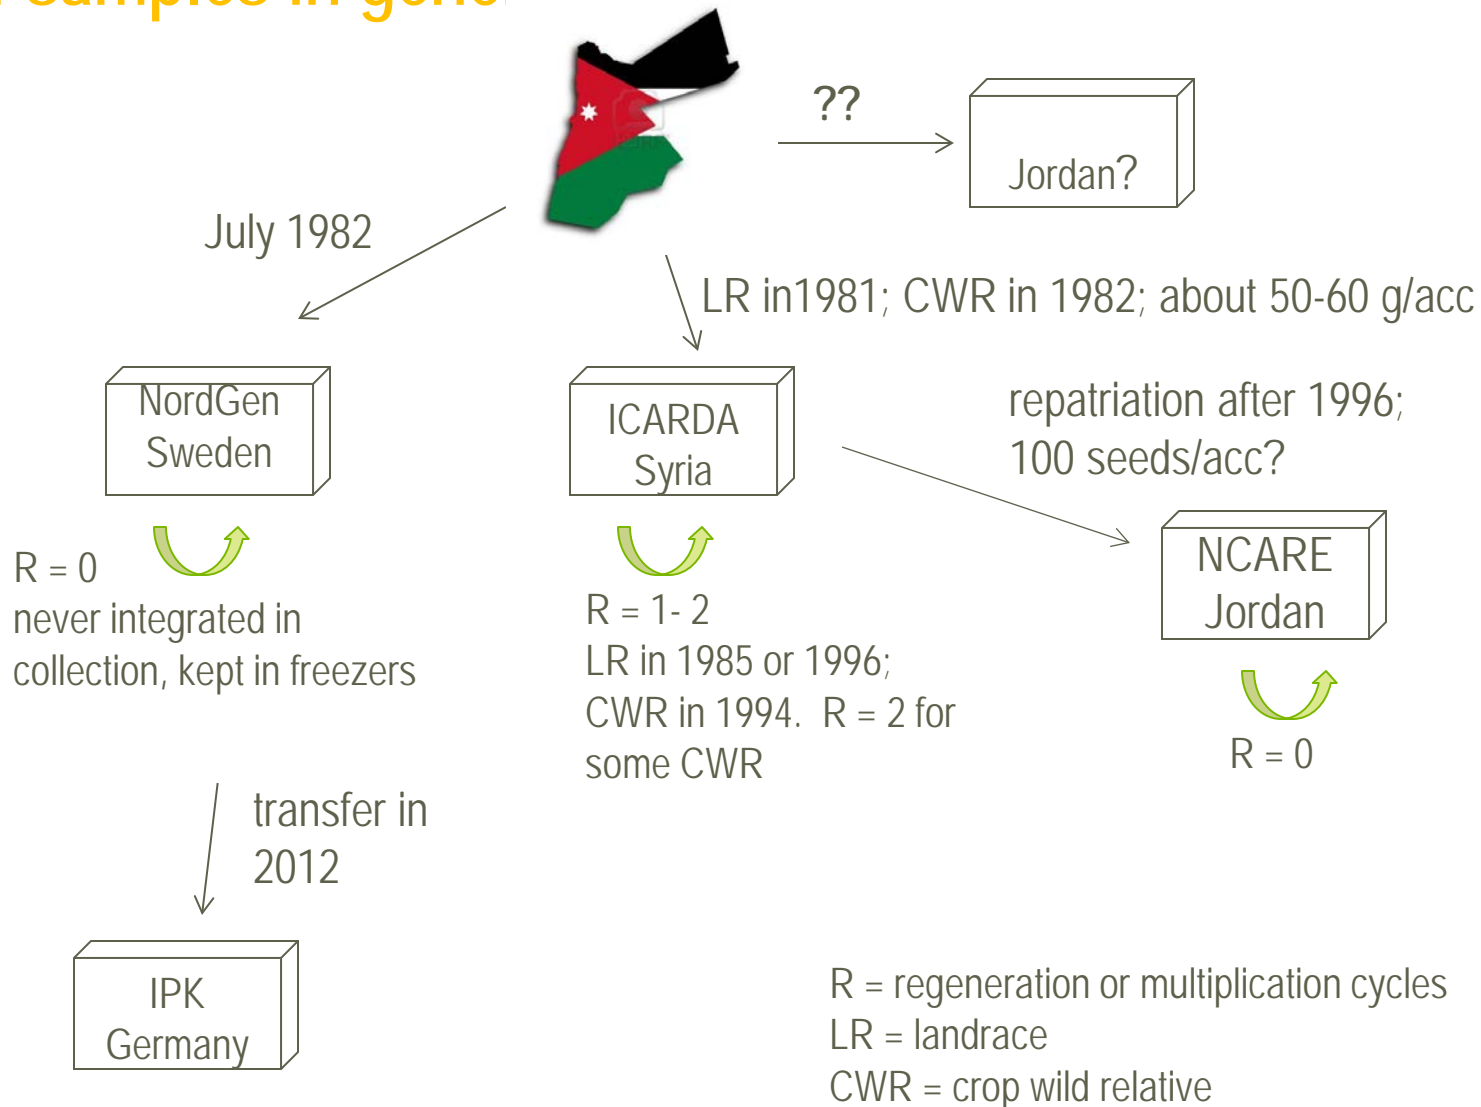 samples in gene
??
Jordan?
July 1982
LR in1981; CWR in 1982; about 50-60 g/acc
NordGen
Sweden
ICARDA
Syria
repatriation after 1996;
100 seeds/acc?
NCARE
Jordan
R = 0
never integrated in
collection, kept in freezers
R = 1- 2
LR in 1985 or 1996;
CWR in 1994.  R = 2 for
some CWR
R = 0
transfer in
2012
IPK
Germany
R = regeneration or multiplication cycles
LR = landrace
CWR = crop wild relative